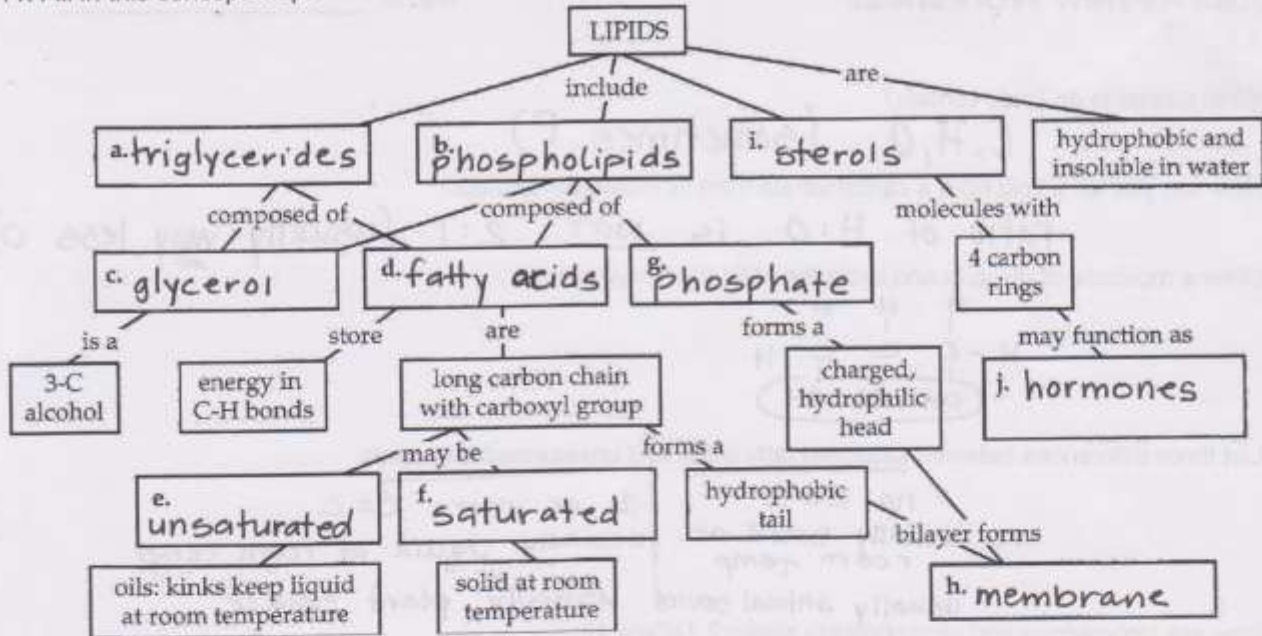 LIPIDS
include
are
a. triglycerides
b. phospholipids
i. sterols
hydrophobic and
insoluble in water
composed of
composed of
molecules with
c. glycerol
d. fatty acids
g. phosphate
4 carbon
rings
is a
store
are
forms a
may function as
3-C
alcohol
energy in
C-H bonds
long carbon chain
with carboxyl group
charged,
hydrophilic
head
j. hormones
may be
forms a
e.
unsaturated
f.
saturated
hydrophobic
tail
bilayer forms
oils: kinks keep liquid
at room temperature
solid at room
temperature
h. membrane